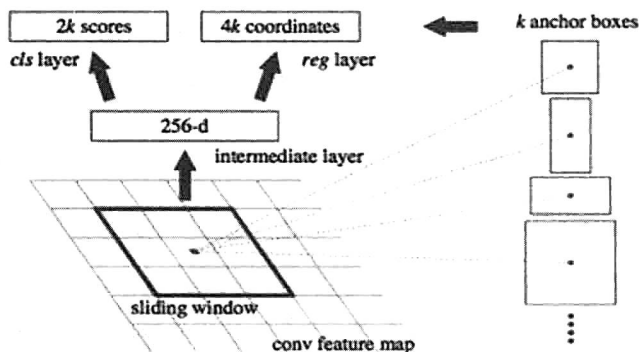 2k scores
4k coordinates
k anchor boxes
cls layer
reg layer
256-d
intermediate layer
sliding window
conv feature map